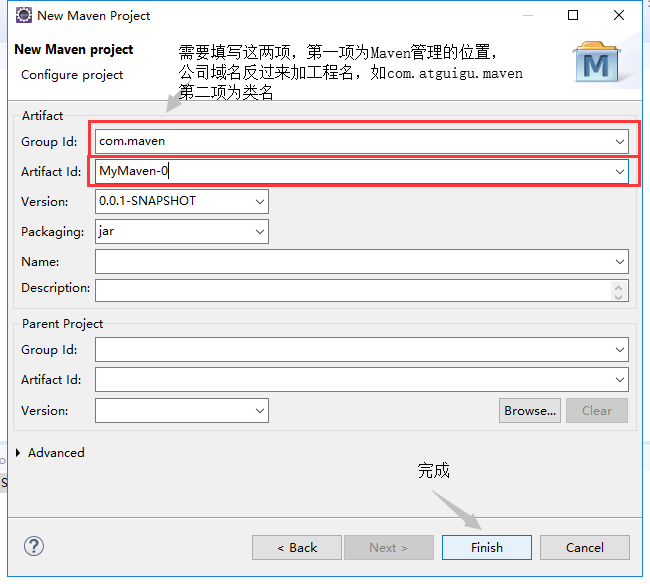 New Maven Project
New Maven project
Configure project
需要填写这两项，第一项为Maven管理的位置，
公司域名反过来加工程名，如com.atguigu.maven
第二项为类名
M
Artifact
Group Id: com.maven
Artifact Id: MyMaven-0
Version: 0.0.1-SNAPSHOT
Packaging: jar
Name:
Description:
Parent Project
Group Id:
Artifact Id:
Version: Browse... Clear
Advanced
完成
? < Back Next > Finish Cancel